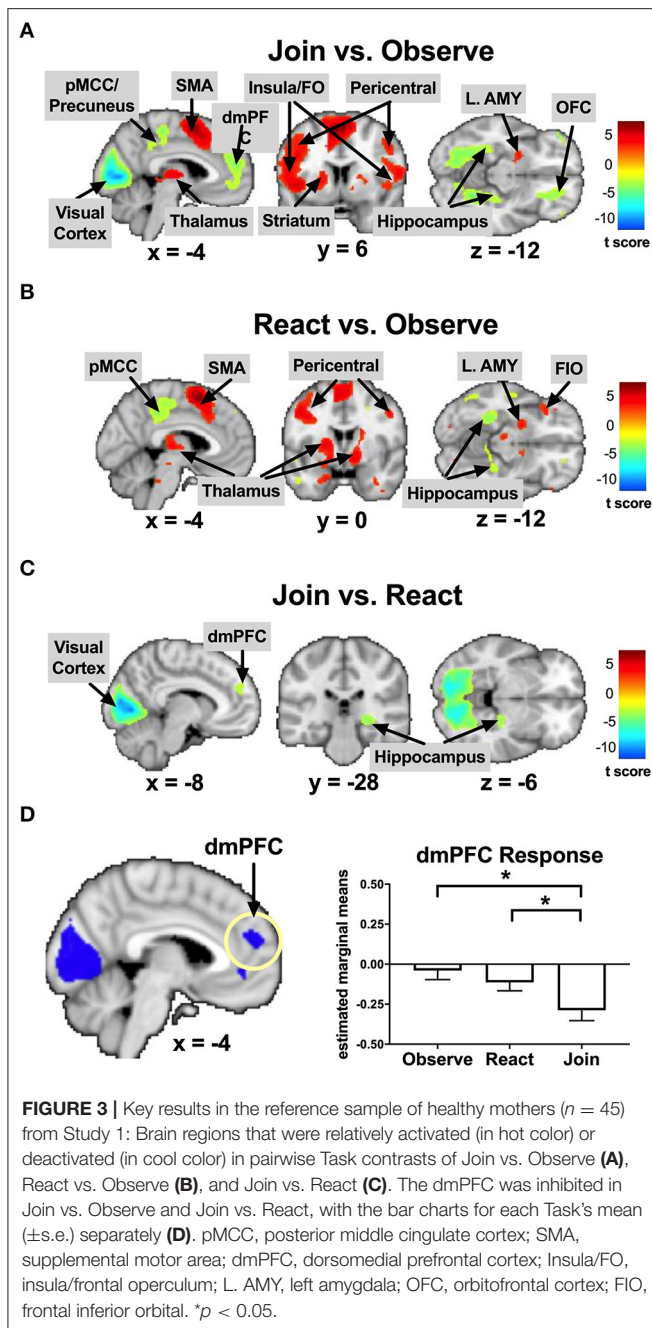 A
Join vs. Observe
pMCC/
Precuneus
SMA
dmPF
C
Insula/FO
Pericentral
L. AMY
OFC
Visual
Cortex
Thalamus
Striatum
Hippocampus
5
0
-5
-10
t score
x = -4
y = 6
z = -12
B
React vs. Observe
pMCC
SMA
Pericentral
L. AMY
FIO
Thalamus
Hippocampus
5
0
-5
-10
t score
x = -4
y = 0
z = -12
C
Join vs. React
Visual
Cortex
dmPFC
Hippocampus
5
0
-5
-10
t score
x = -8
y = -28
z = -6
D
dmPFC
x = -4
dmPFC Response
estimated marginal means
0.50
0.25
0.00
-0.25
-0.50
*
*
Observe
React
Join
FIGURE 3 | Key results in the reference sample of healthy mothers (n = 45)
from Study 1: Brain regions that were relatively activated (in hot color) or
deactivated (in cool color) in pairwise Task contrasts of Join vs. Observe (A),
React vs. Observe (B), and Join vs. React (C). The dmPFC was inhibited in
Join vs. Observe and Join vs. React, with the bar charts for each Task's mean
(±s.e.) separately (D). pMCC, posterior middle cingulate cortex; SMA,
supplemental motor area; dmPFC, dorsomedial prefrontal cortex; Insula/FO,
insula/frontal operculum; L. AMY, left amygdala; OFC, orbitofrontal cortex; FIO,
frontal inferior orbital. *p < 0.05.